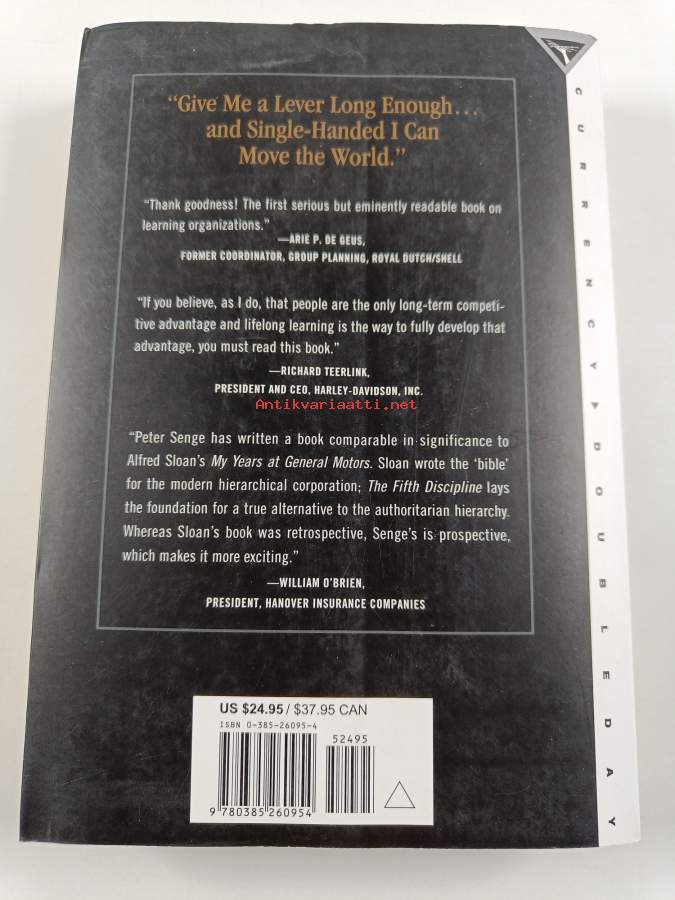 “Give Me a Lever Long Enough...
and Single-Handed I Can
Move the World.”
“Thank goodness! The first serious but eminently readable book on
learning organizations.”
—ARIE P. DE GEUS,
FORMER COORDINATOR, GROUP PLANNING, ROYAL DUTCH/SHELL
“If you believe, as I do, that people are the only long-term competi-
tive advantage and lifelong learning is the way to fully develop that
advantage, you must read this book.”
—RICHARD TEERLINK,
PRESIDENT AND CEO, HARLEY-DAVIDSON, INC.
Antikvariaatti.net
“Peter Senge has written a book comparable in significance to
Alfred Sloan’s My Years at General Motors. Sloan wrote the ‘bible’
for the modern hierarchical corporation; The Fifth Discipline lays
the foundation for a true alternative to the authoritarian hierarchy.
Whereas Sloan’s book was retrospective, Senge’s is prospective,
which makes it more exciting.”
—WILLIAM O’BRIEN,
PRESIDENT, HANOVER INSURANCE COMPANIES
US $24.95 / $37.95 CAN
ISBN 0-385-26095-4
52495
9 780385 260954
CURRENCY DOUBLEDAY